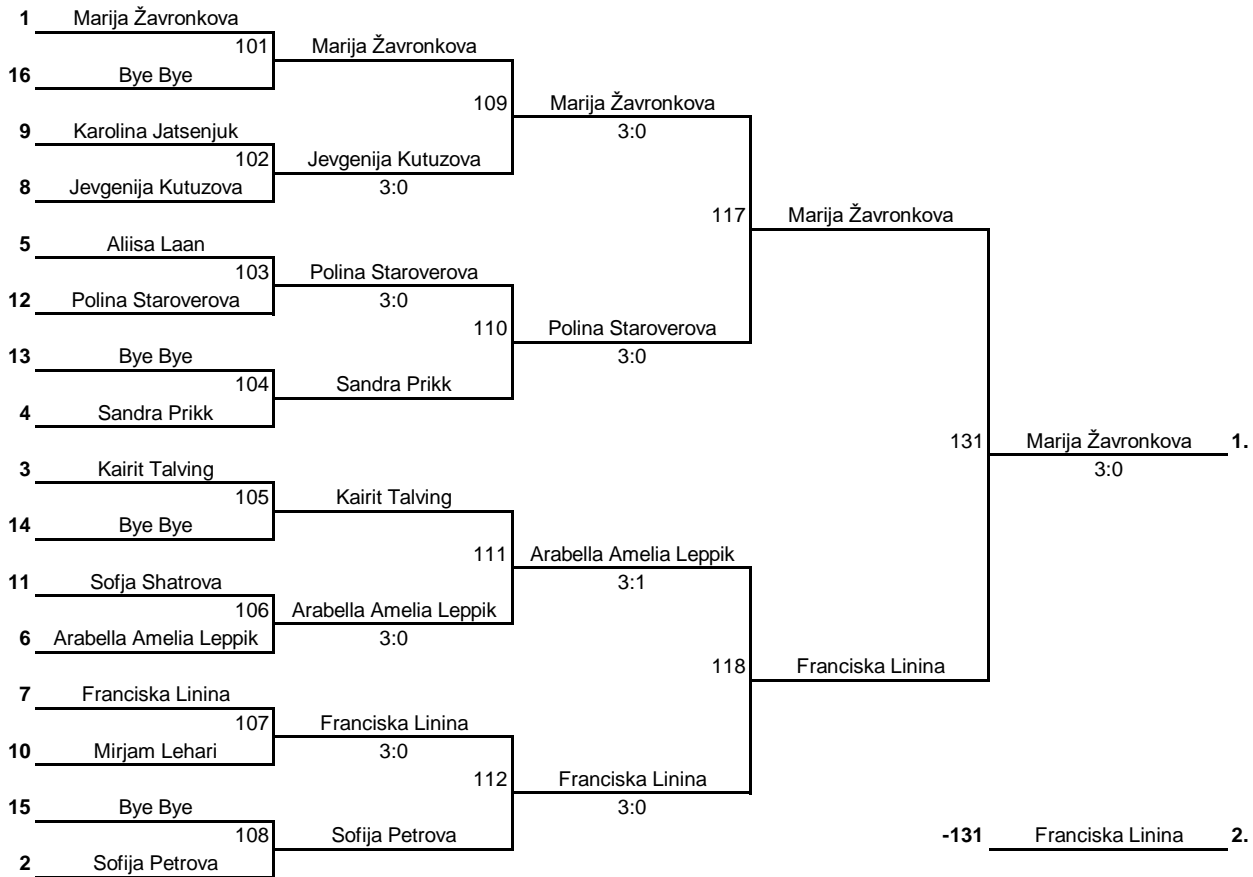 1 Marija Žavronkova
101 Marija Žavronkova
16 Bye Bye
109 Marija Žavronkova
3:0
9 Karolina Jatsenjuk
102 Jevgenija Kutuzova
3:0
8 Jevgenija Kutuzova
117 Marija Žavronkova
5 Aliisa Laan
103 Polina Staroverova
3:0
12 Polina Staroverova
110 Polina Staroverova
3:0
13 Bye Bye
104 Sandra Prikk
4 Sandra Prikk
131 Marija Žavronkova 1.
3:0
3 Kairit Talving
105 Kairit Talving
14 Bye Bye
111 Arabella Amelia Leppik
3:1
11 Sofja Shatrova
106 Arabella Amelia Leppik
3:0
6 Arabella Amelia Leppik
118 Franciska Linina
7 Franciska Linina
107 Franciska Linina
3:0
10 Mirjam Lehari
112 Franciska Linina
3:0
15 Bye Bye
108 Sofija Petrova
-131 Franciska Linina 2.
2 Sofija Petrova